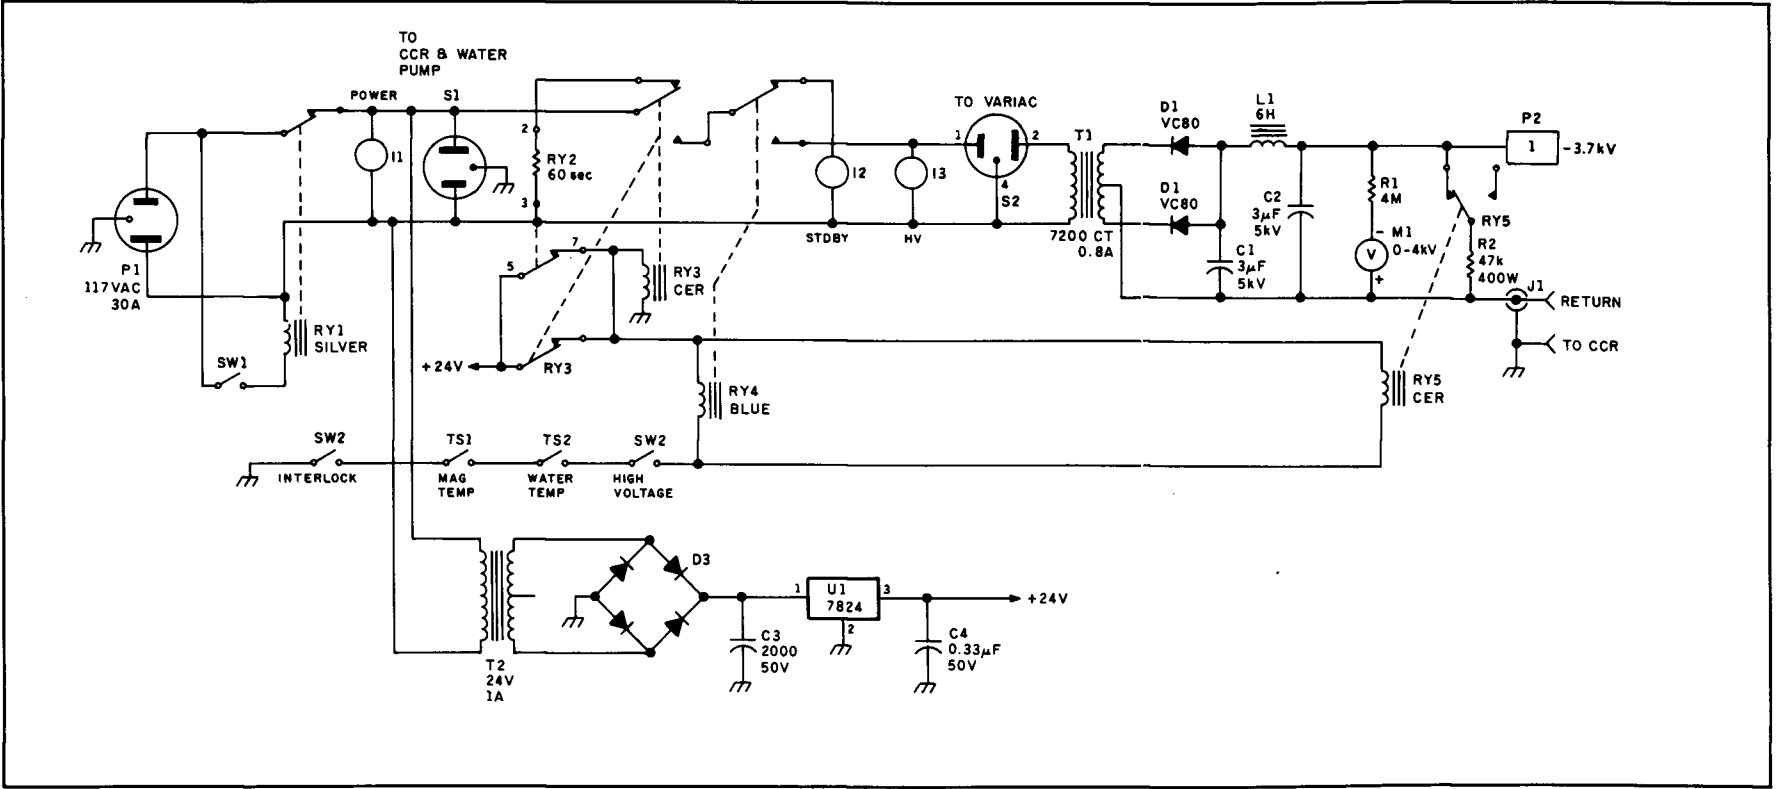 TO
CCR & WATER
PUMP
POWER
S1
I1
2
RY2
60 sec
3
P1
117VAC
30A
RY1
SILVER
SW1
5
7
RY3
CER
+24V
RY3
RY4
BLUE
TO VARIAC
1
2
4
S2
I2
I3
STDBY
HV
T1
7200 CT
0.8A
D1
VC80
D1
VC80
L1
6H
C1
3µF
5kV
C2
3µF
5kV
R1
4M
-
M1
0-4kV
V
+
P2
1
-3.7kV
RY5
R2
47k
400W
J1
RETURN
TO CCR
RY5
CER
SW2
INTERLOCK
TS1
MAG
TEMP
TS2
WATER
TEMP
SW2
HIGH
VOLTAGE
T2
24V
1A
D3
C3
2000
50V
1
U1
7824
3
2
C4
0.33µF
50V
+24V